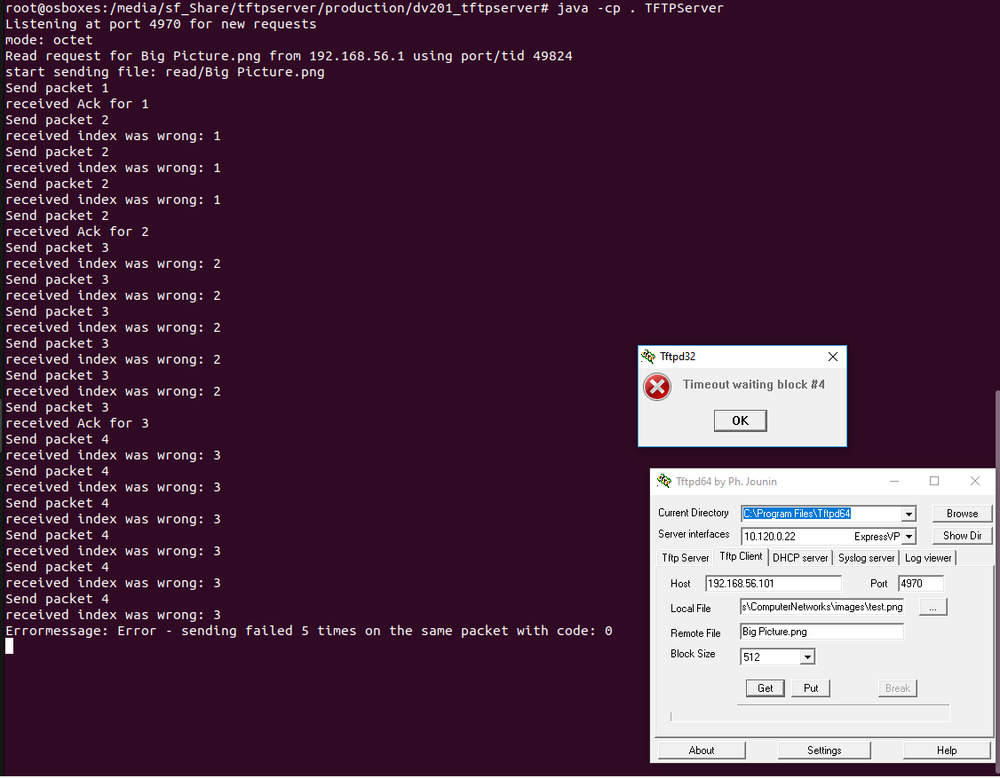 root@osboxes:/media/sf_Share/tftpserver/production/dv201_tftpserver# java -cp . TFTPServer
Listening at port 4970 for new requests
mode: octet
Read request for Big Picture.png from 192.168.56.1 using port/tid 49824
start sending file: read/Big Picture.png
Send packet 1
received Ack for 1
Send packet 2
received index was wrong: 1
Send packet 2
received index was wrong: 1
Send packet 2
received index was wrong: 1
Send packet 2
received Ack for 2
Send packet 3
received index was wrong: 2
Send packet 3
received index was wrong: 2
Send packet 3
received index was wrong: 2
Send packet 3
received index was wrong: 2
Send packet 3
received index was wrong: 2
Send packet 3
received Ack for 3
Send packet 4
received index was wrong: 3
Send packet 4
received index was wrong: 3
Send packet 4
received index was wrong: 3
Send packet 4
received index was wrong: 3
Send packet 4
received index was wrong: 3
Send packet 4
received index was wrong: 3
Errormessage: Error - sending failed 5 times on the same packet with code: 0
Tftpd32
Timeout waiting block #4
OK
Tftpd64 by Ph. Jounin
Current Directory C:\Program Files\Tftpd64 Browse
Server interfaces 10.120.0.22 ExpressVP Show Dir
Tftp Server Tftp Client DHCP server Syslog server Log viewer
Host 192.168.56.101 Port 4970
Local File s\ComputerNetworks\images\test.png ...
Remote File Big Picture.png
Block Size 512
Get Put Break
About Settings Help